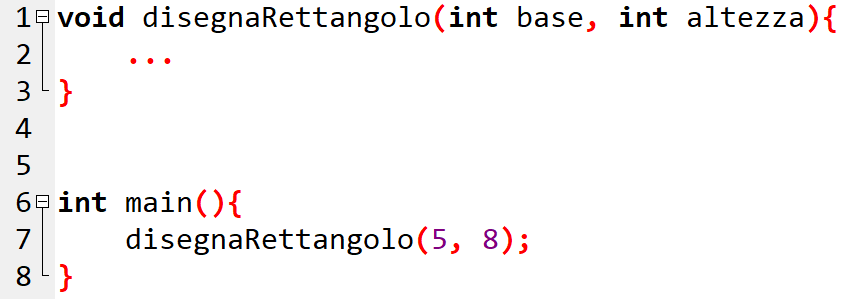 1 void disegnaRettangolo(int base, int altezza){
2 ...
3 }
4
5
6 int main(){
7 disegnaRettangolo(5, 8);
8 }